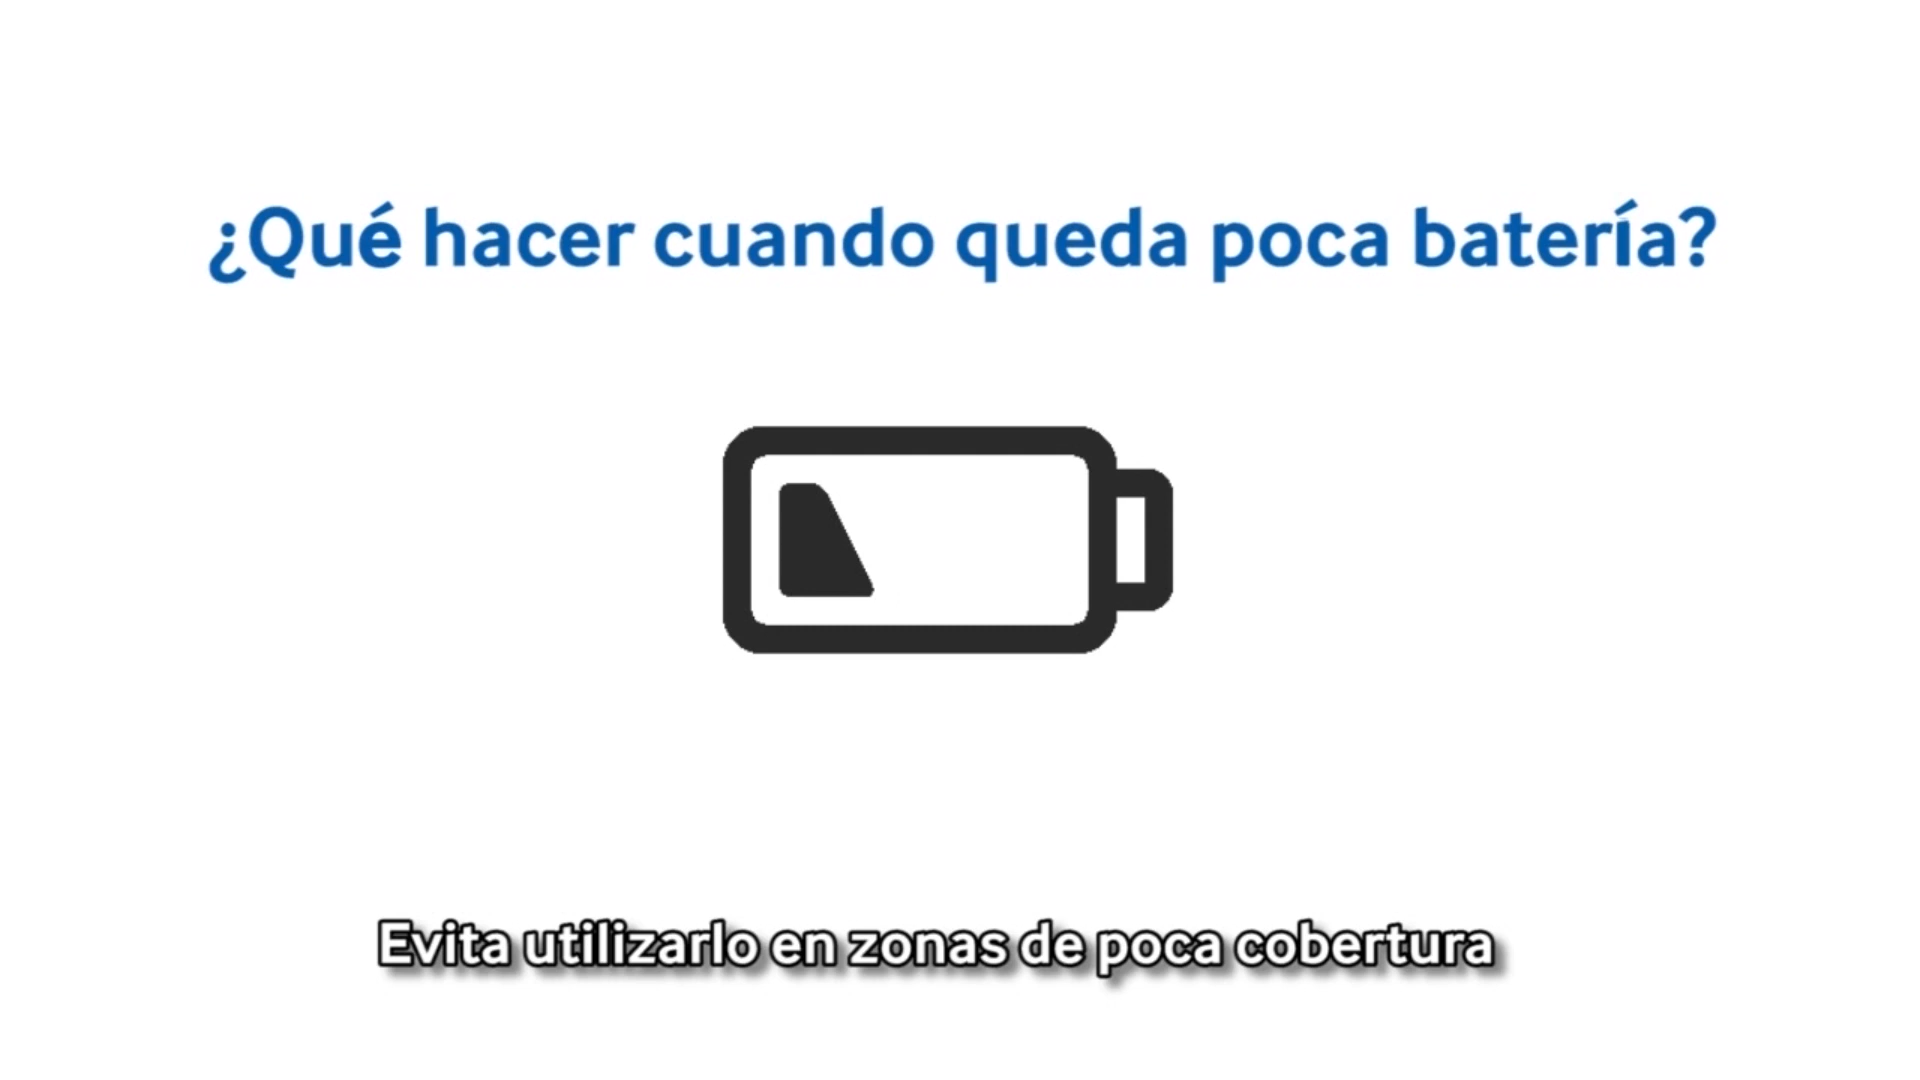 ¿Qué hacer cuando queda poca batería?
Evita utilizarlo en zonas de poca cobertura